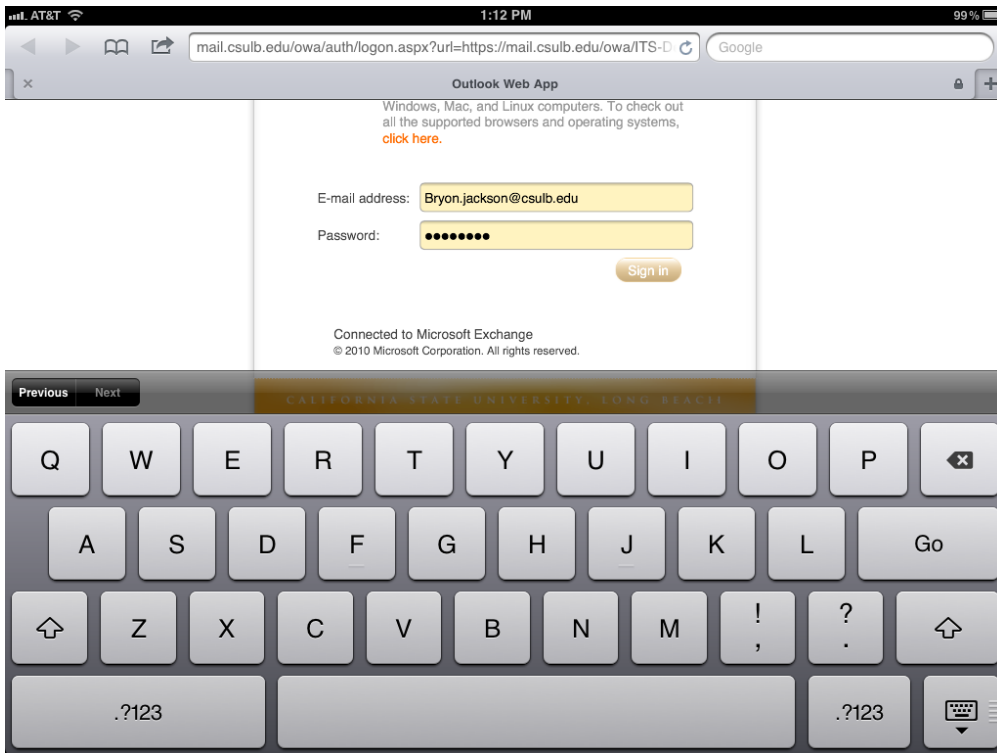 AT&T 1:12 PM 99%
mail.csulb.edu/owa/auth/logon.aspx?url=https://mail.csulb.edu/owa/ITS-D Google
Outlook Web App
Windows, Mac, and Linux computers. To check out
all the supported browsers and operating systems,
click here.
E-mail address: Bryon.jackson@csulb.edu
Password: ●●●●●●●●
Sign in
Connected to Microsoft Exchange
© 2010 Microsoft Corporation. All rights reserved.
Previous Next
CALIFORNIA STATE UNIVERSITY, LONG BEACH
Q W E R T Y U I O P
A S D F G H J K L Go
Z X C V B N M ! , ? .
.?123 .?123